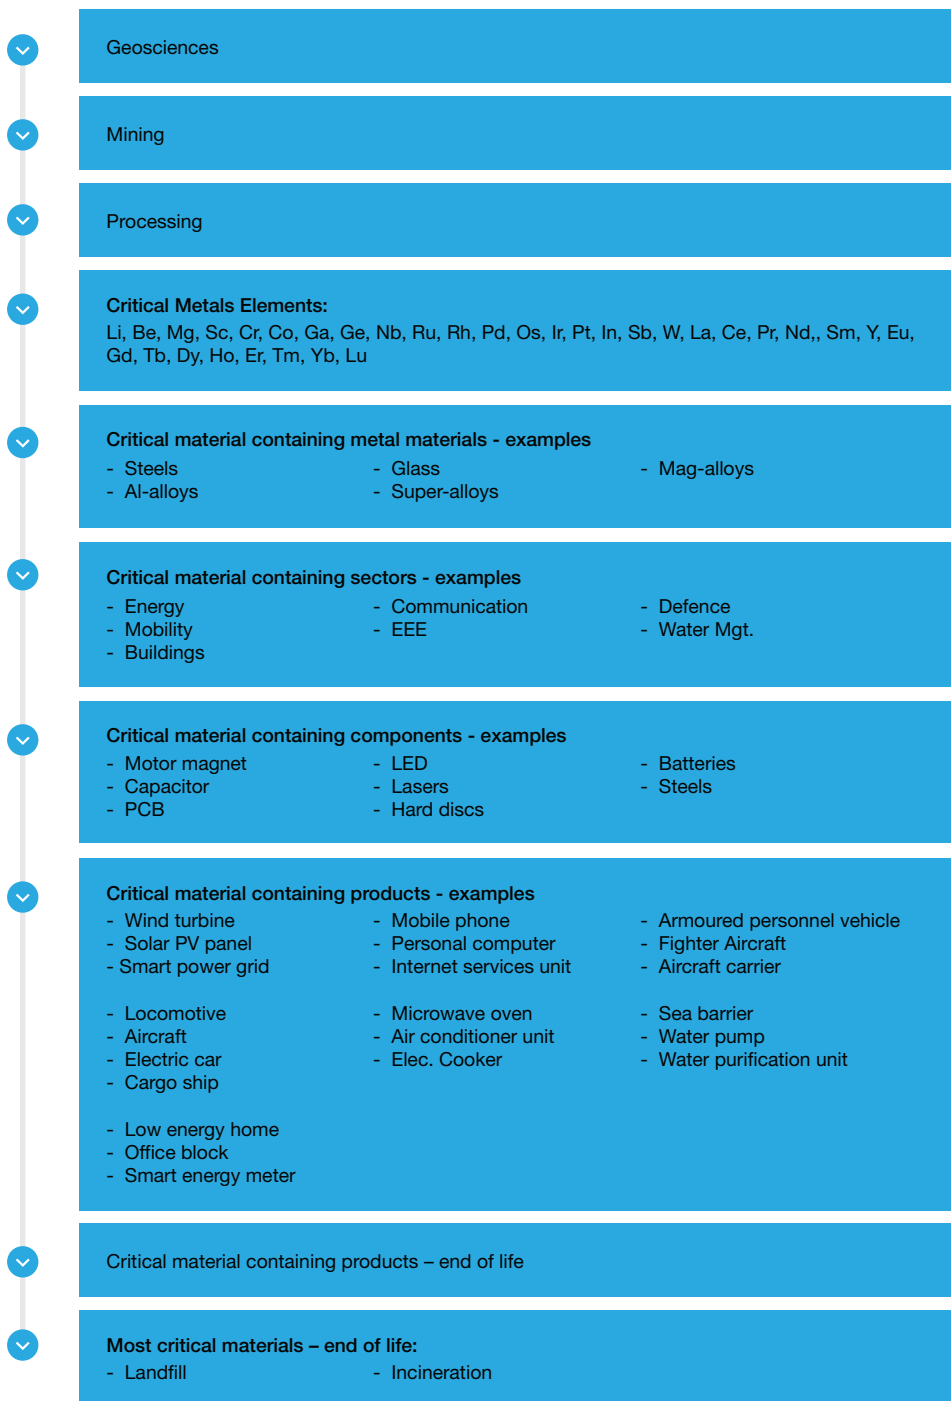 Geosciences
Mining
Processing
Critical Metals Elements:
Li, Be, Mg, Sc, Cr, Co, Ga, Ge, Nb, Ru, Rh, Pd, Os, Ir, Pt, In, Sb, W, La, Ce, Pr, Nd,, Sm, Y, Eu,
Gd, Tb, Dy, Ho, Er, Tm, Yb, Lu
Critical material containing metal materials - examples
- Steels - Glass - Mag-alloys
- Al-alloys - Super-alloys
Critical material containing sectors - examples
- Energy - Communication - Defence
- Mobility - EEE - Water Mgt.
- Buildings
Critical material containing components - examples
- Motor magnet - LED - Batteries
- Capacitor - Lasers - Steels
- PCB - Hard discs
Critical material containing products - examples
- Wind turbine - Mobile phone - Armoured personnel vehicle
- Solar PV panel - Personal computer - Fighter Aircraft
- Smart power grid - Internet services unit - Aircraft carrier
- Locomotive - Microwave oven - Sea barrier
- Aircraft - Air conditioner unit - Water pump
- Electric car - Elec. Cooker - Water purification unit
- Cargo ship
- Low energy home
- Office block
- Smart energy meter
Critical material containing products – end of life
Most critical materials – end of life:
- Landfill - Incineration